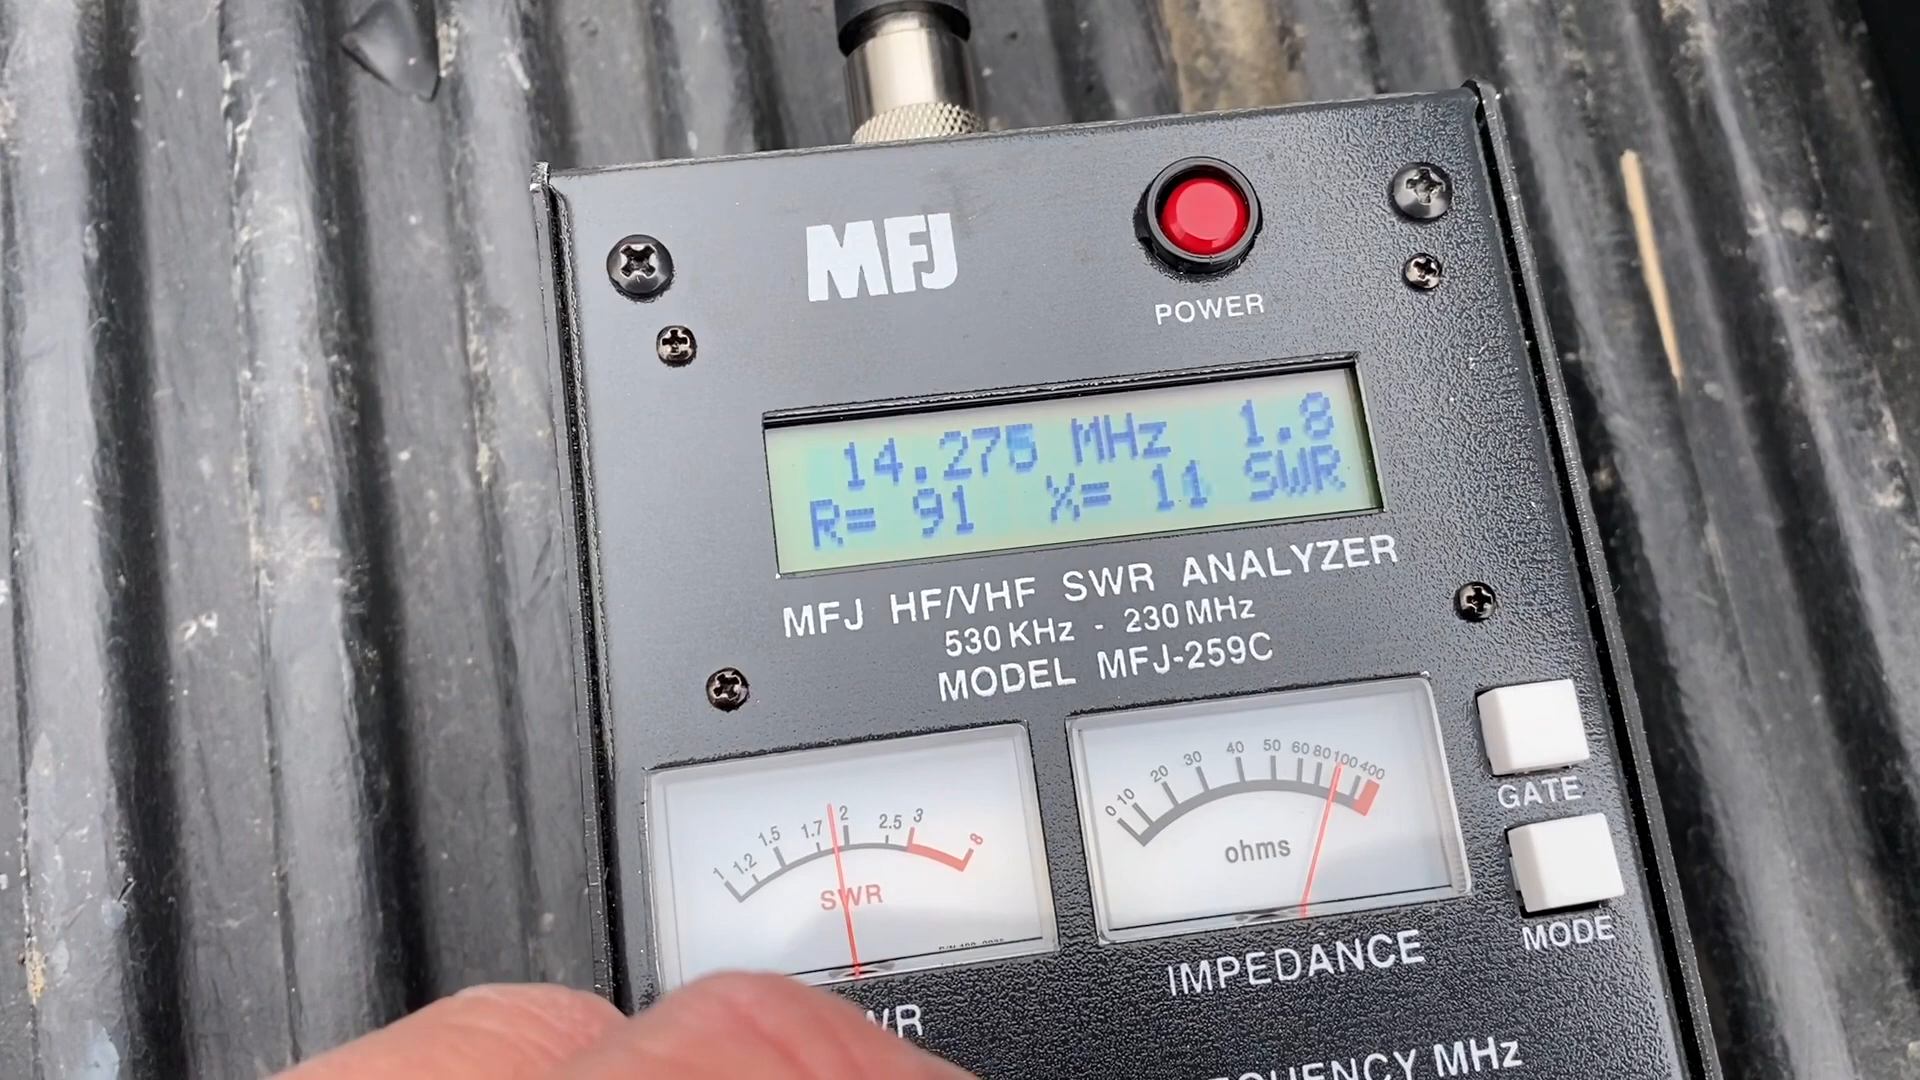 MFJ
POWER
14.275 MHz 1.8
R= 91 X= 11 SWR
MFJ HF/VHF SWR ANALYZER
530 KHz - 230 MHz
MODEL MFJ-259C
1 1.2 1.5 1.7 2 2.5 3 8
SWR
0 10 20 30 40 50 60 80 100 400
ohms
GATE
MODE
IMPEDANCE
MHz